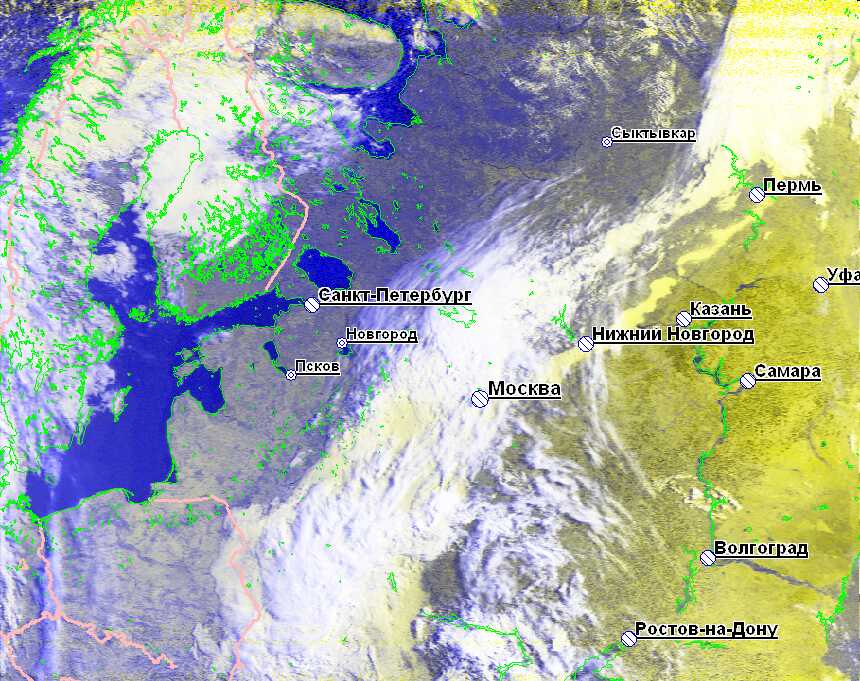 Сыктывкар
Пермь
Уфа
Санкт-Петербург
Казань
Новгород
Нижний Новгород
Псков
Самара
Москва
Волгоград
Ростов-на-Дону